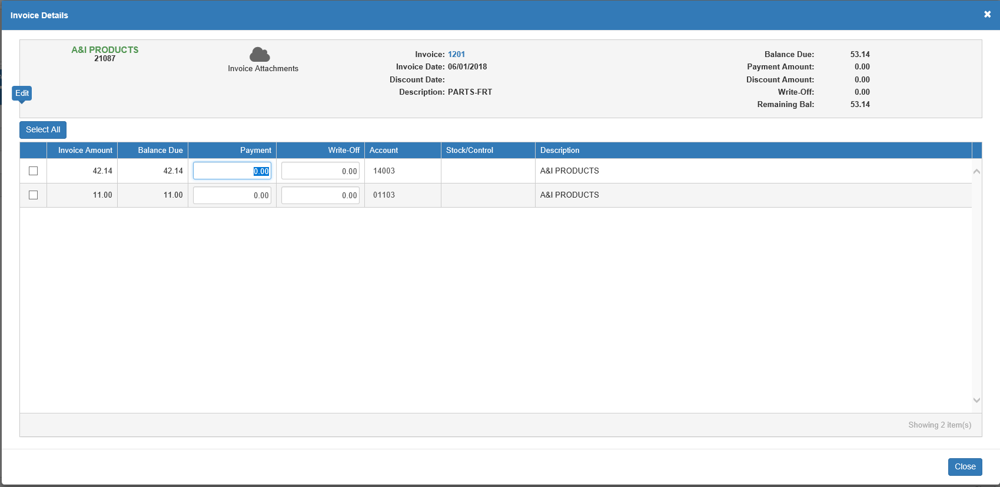 Invoice Details
A&I PRODUCTS
21087
Invoice Attachments
Invoice: 1201
Invoice Date: 06/01/2018
Discount Date:
Description: PARTS-FRT
Balance Due: 53.14
Payment Amount: 0.00
Discount Amount: 0.00
Write-Off: 0.00
Remaining Bal: 53.14
Edit
Select All
Invoice Amount Balance Due Payment Write-Off Account Stock/Control Description
42.14 42.14 0.00 0.00 14003 A&I PRODUCTS
11.00 11.00 0.00 0.00 01103 A&I PRODUCTS
Showing 2 item(s)
Close